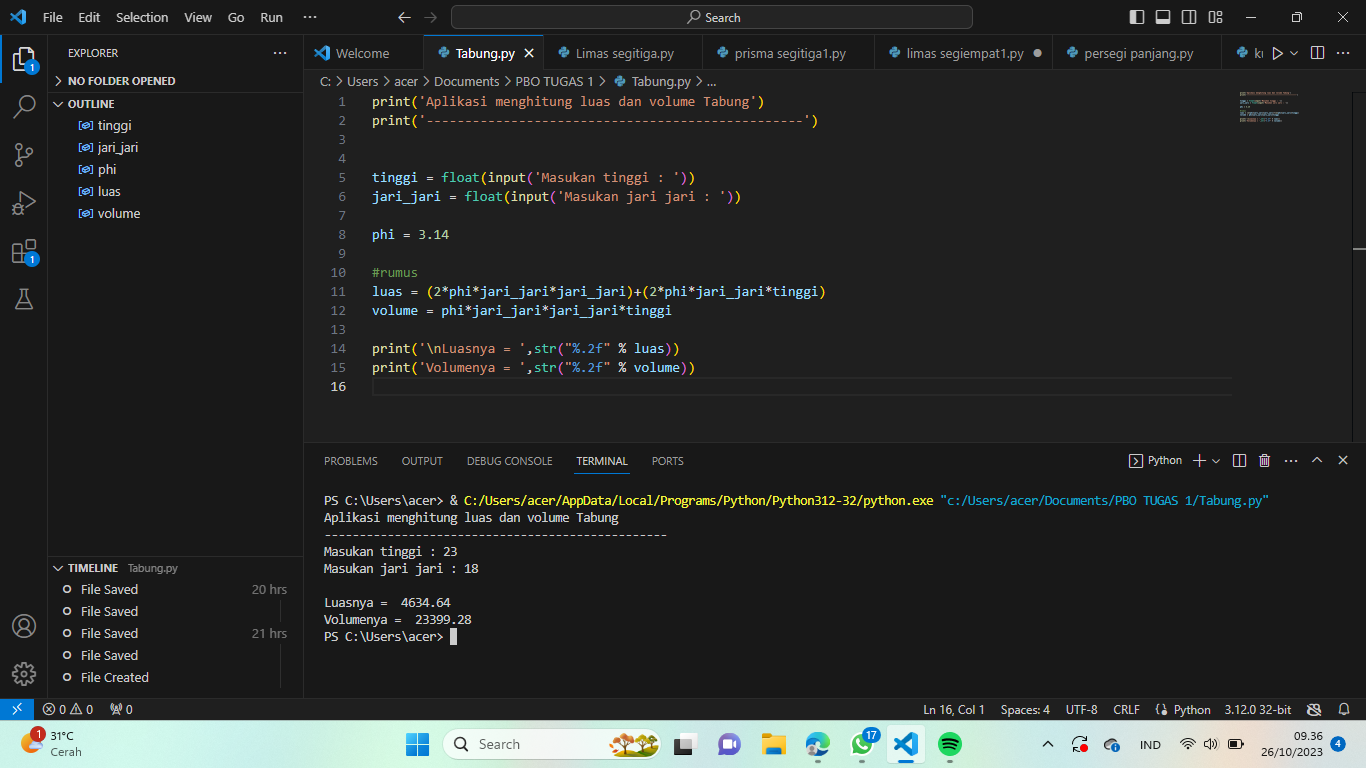 File Edit Selection View Go Run ··· Search
EXPLORER ···
NO FOLDER OPENED
OUTLINE
tinggi
jari_jari
phi
luas
volume
TIMELINE Tabung.py
File Saved 20 hrs
File Saved
File Saved 21 hrs
File Saved
File Created
Welcome Tabung.py Limas segitiga.py prisma segitiga1.py limas segiempat1.py persegi panjang.py
C: > Users > acer > Documents > PBO TUGAS 1 > Tabung.py > ...
1 print('Aplikasi menghitung luas dan volume Tabung')
2 print('-------------------------------------------------')
3
4
5 tinggi = float(input('Masukan tinggi : '))
6 jari_jari = float(input('Masukan jari jari : '))
7
8 phi = 3.14
9
10 #rumus
11 luas = (2*phi*jari_jari*jari_jari)+(2*phi*jari_jari*tinggi)
12 volume = phi*jari_jari*jari_jari*tinggi
13
14 print('\nLuasnya = ',str("%.2f" % luas))
15 print('Volumenya = ',str("%.2f" % volume))
16
PROBLEMS OUTPUT DEBUG CONSOLE TERMINAL PORTS Python
PS C:\Users\acer> & C:/Users/acer/AppData/Local/Programs/Python/Python312-32/python.exe "c:/Users/acer/Documents/PBO TUGAS 1/Tabung.py"
Aplikasi menghitung luas dan volume Tabung
-------------------------------------------------
Masukan tinggi : 23
Masukan jari jari : 18
Luasnya =  4634.64
Volumenya =  23399.28
PS C:\Users\acer>
0 0 0 Ln 16, Col 1 Spaces: 4 UTF-8 CRLF Python 3.12.0 32-bit
1 31°C
Cerah
Search 17 IND 09.36
26/10/2023 4